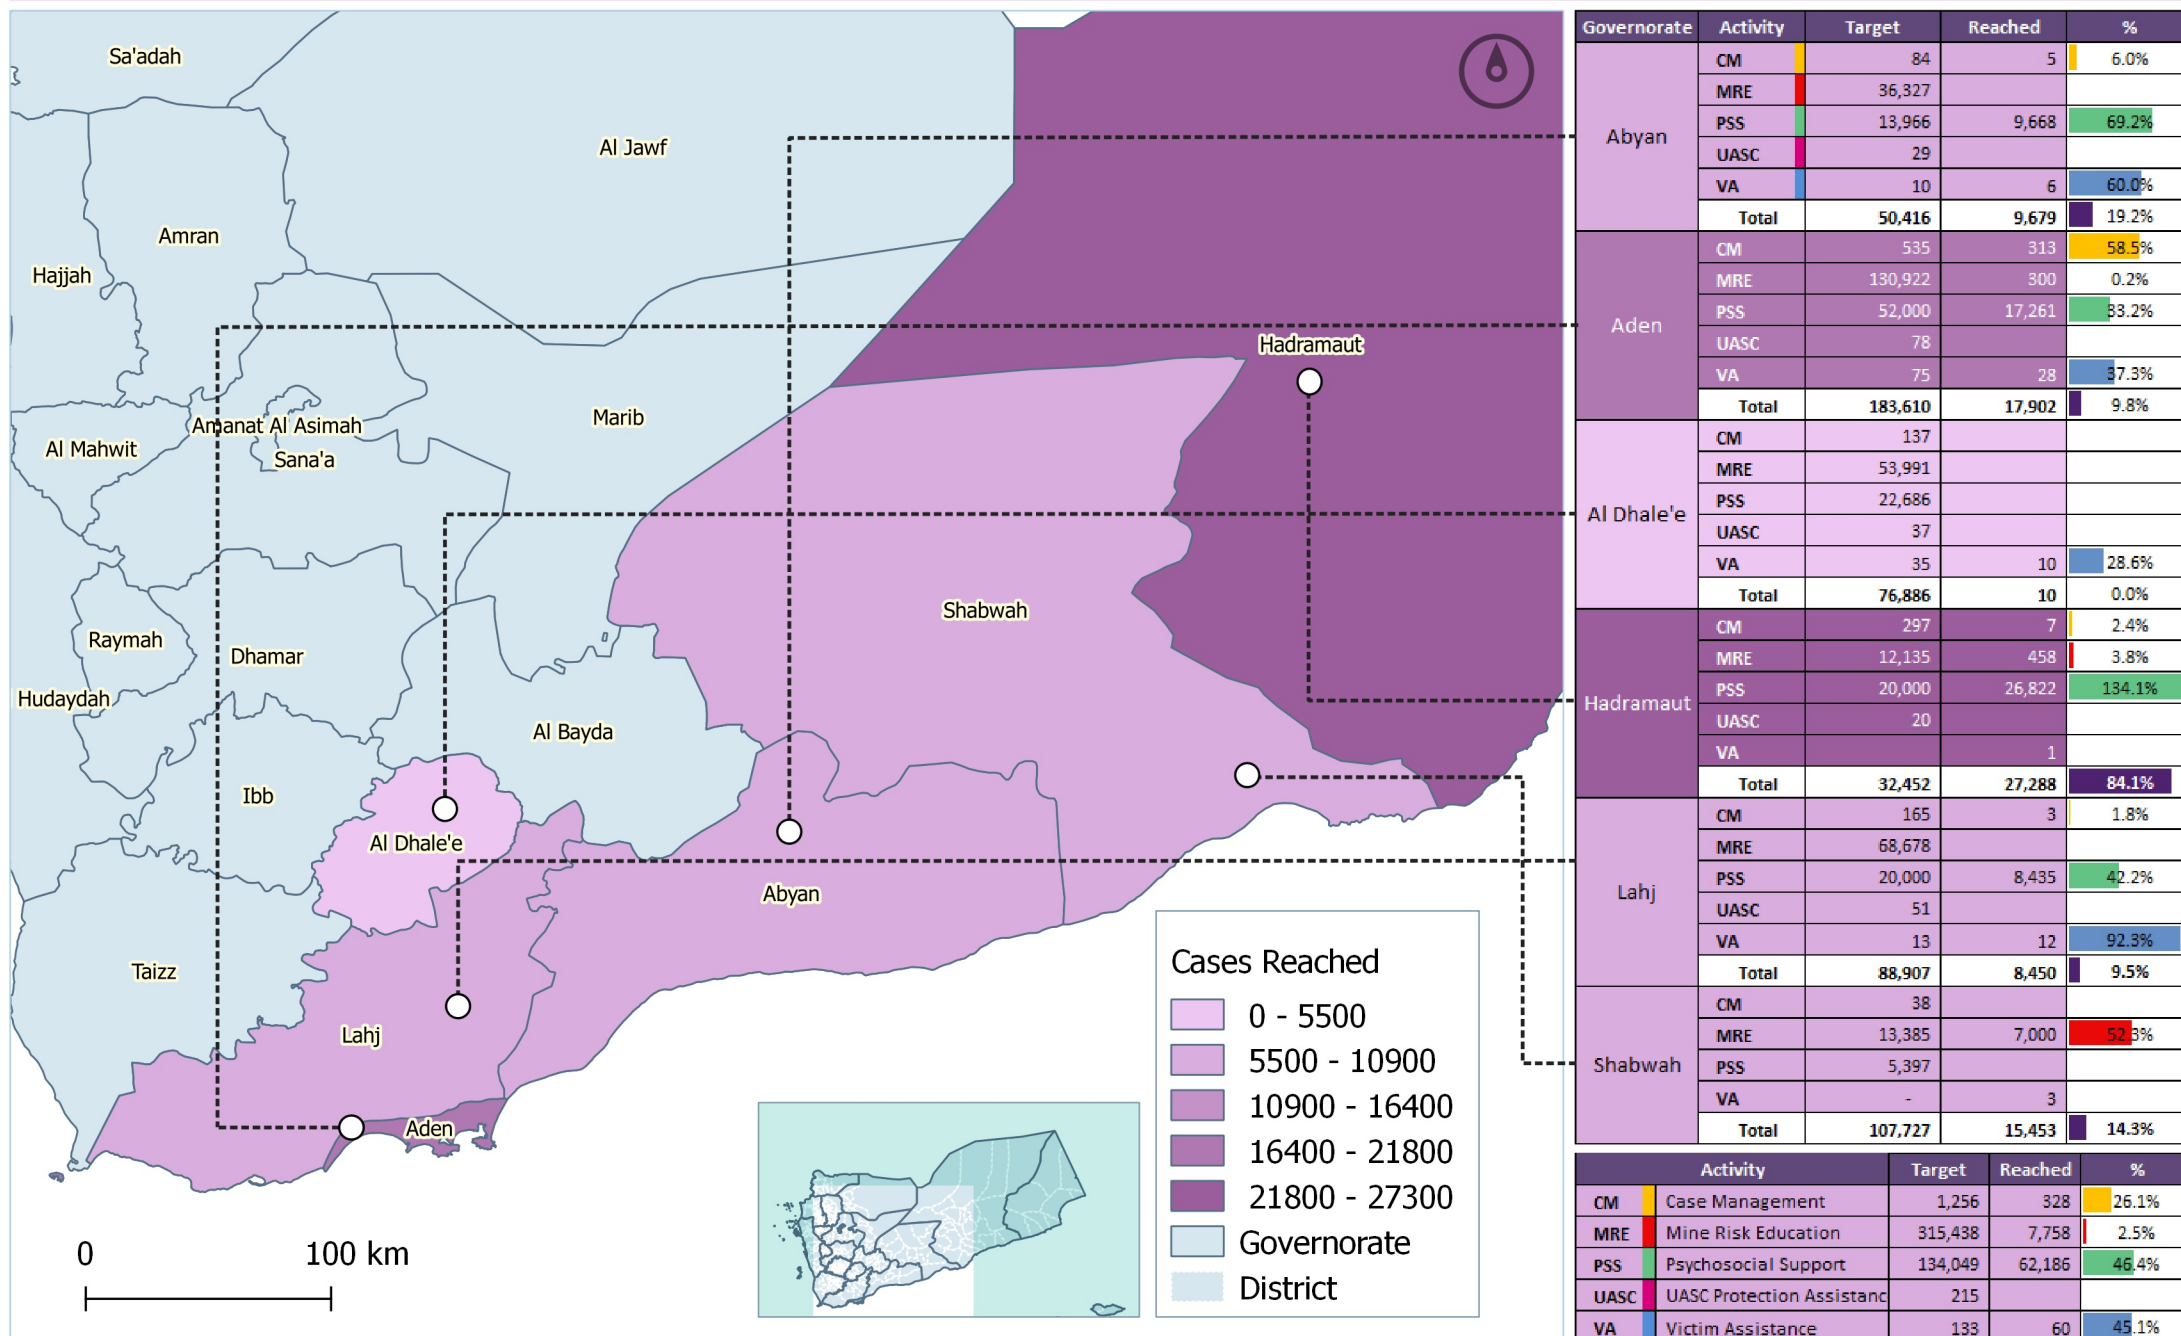 Sa'adah
Al Jawf
Amran
Hajjah
Hadramaut
Marib
Amanat Al Asimah
Al Mahwit
Sana'a
Shabwah
Raymah
Dhamar
Hudaydah
Al Bayda
Ibb
Al Dhale'e
Abyan
Taizz
Lahj
Aden
Cases Reached
0 - 5500
5500 - 10900
10900 - 16400
16400 - 21800
21800 - 27300
Governorate
District
0 100 km
Governorate Activity Target Reached %
Abyan
CM 84 5 6.0%
MRE 36,327
PSS 13,966 9,668 69.2%
UASC 29
VA 10 6 60.0%
Total 50,416 9,679 19.2%
Aden
CM 535 313 58.5%
MRE 130,922 300 0.2%
PSS 52,000 17,261 33.2%
UASC 78
VA 75 28 37.3%
Total 183,610 17,902 9.8%
Al Dhale'e
CM 137
MRE 53,991
PSS 22,686
UASC 37
VA 35 10 28.6%
Total 76,886 10 0.0%
Hadramaut
CM 297 7 2.4%
MRE 12,135 458 3.8%
PSS 20,000 26,822 134.1%
UASC 20
VA 1
Total 32,452 27,288 84.1%
Lahj
CM 165 3 1.8%
MRE 68,678
PSS 20,000 8,435 42.2%
UASC 51
VA 13 12 92.3%
Total 88,907 8,450 9.5%
Shabwah
CM 38
MRE 13,385 7,000 52.3%
PSS 5,397
VA - 3
Total 107,727 15,453 14.3%
Activity Target Reached %
CM Case Management 1,256 328 26.1%
MRE Mine Risk Education 315,438 7,758 2.5%
PSS Psychosocial Support 134,049 62,186 46.4%
UASC UASC Protection Assistanc 215
VA Victim Assistance 133 60 45.1%